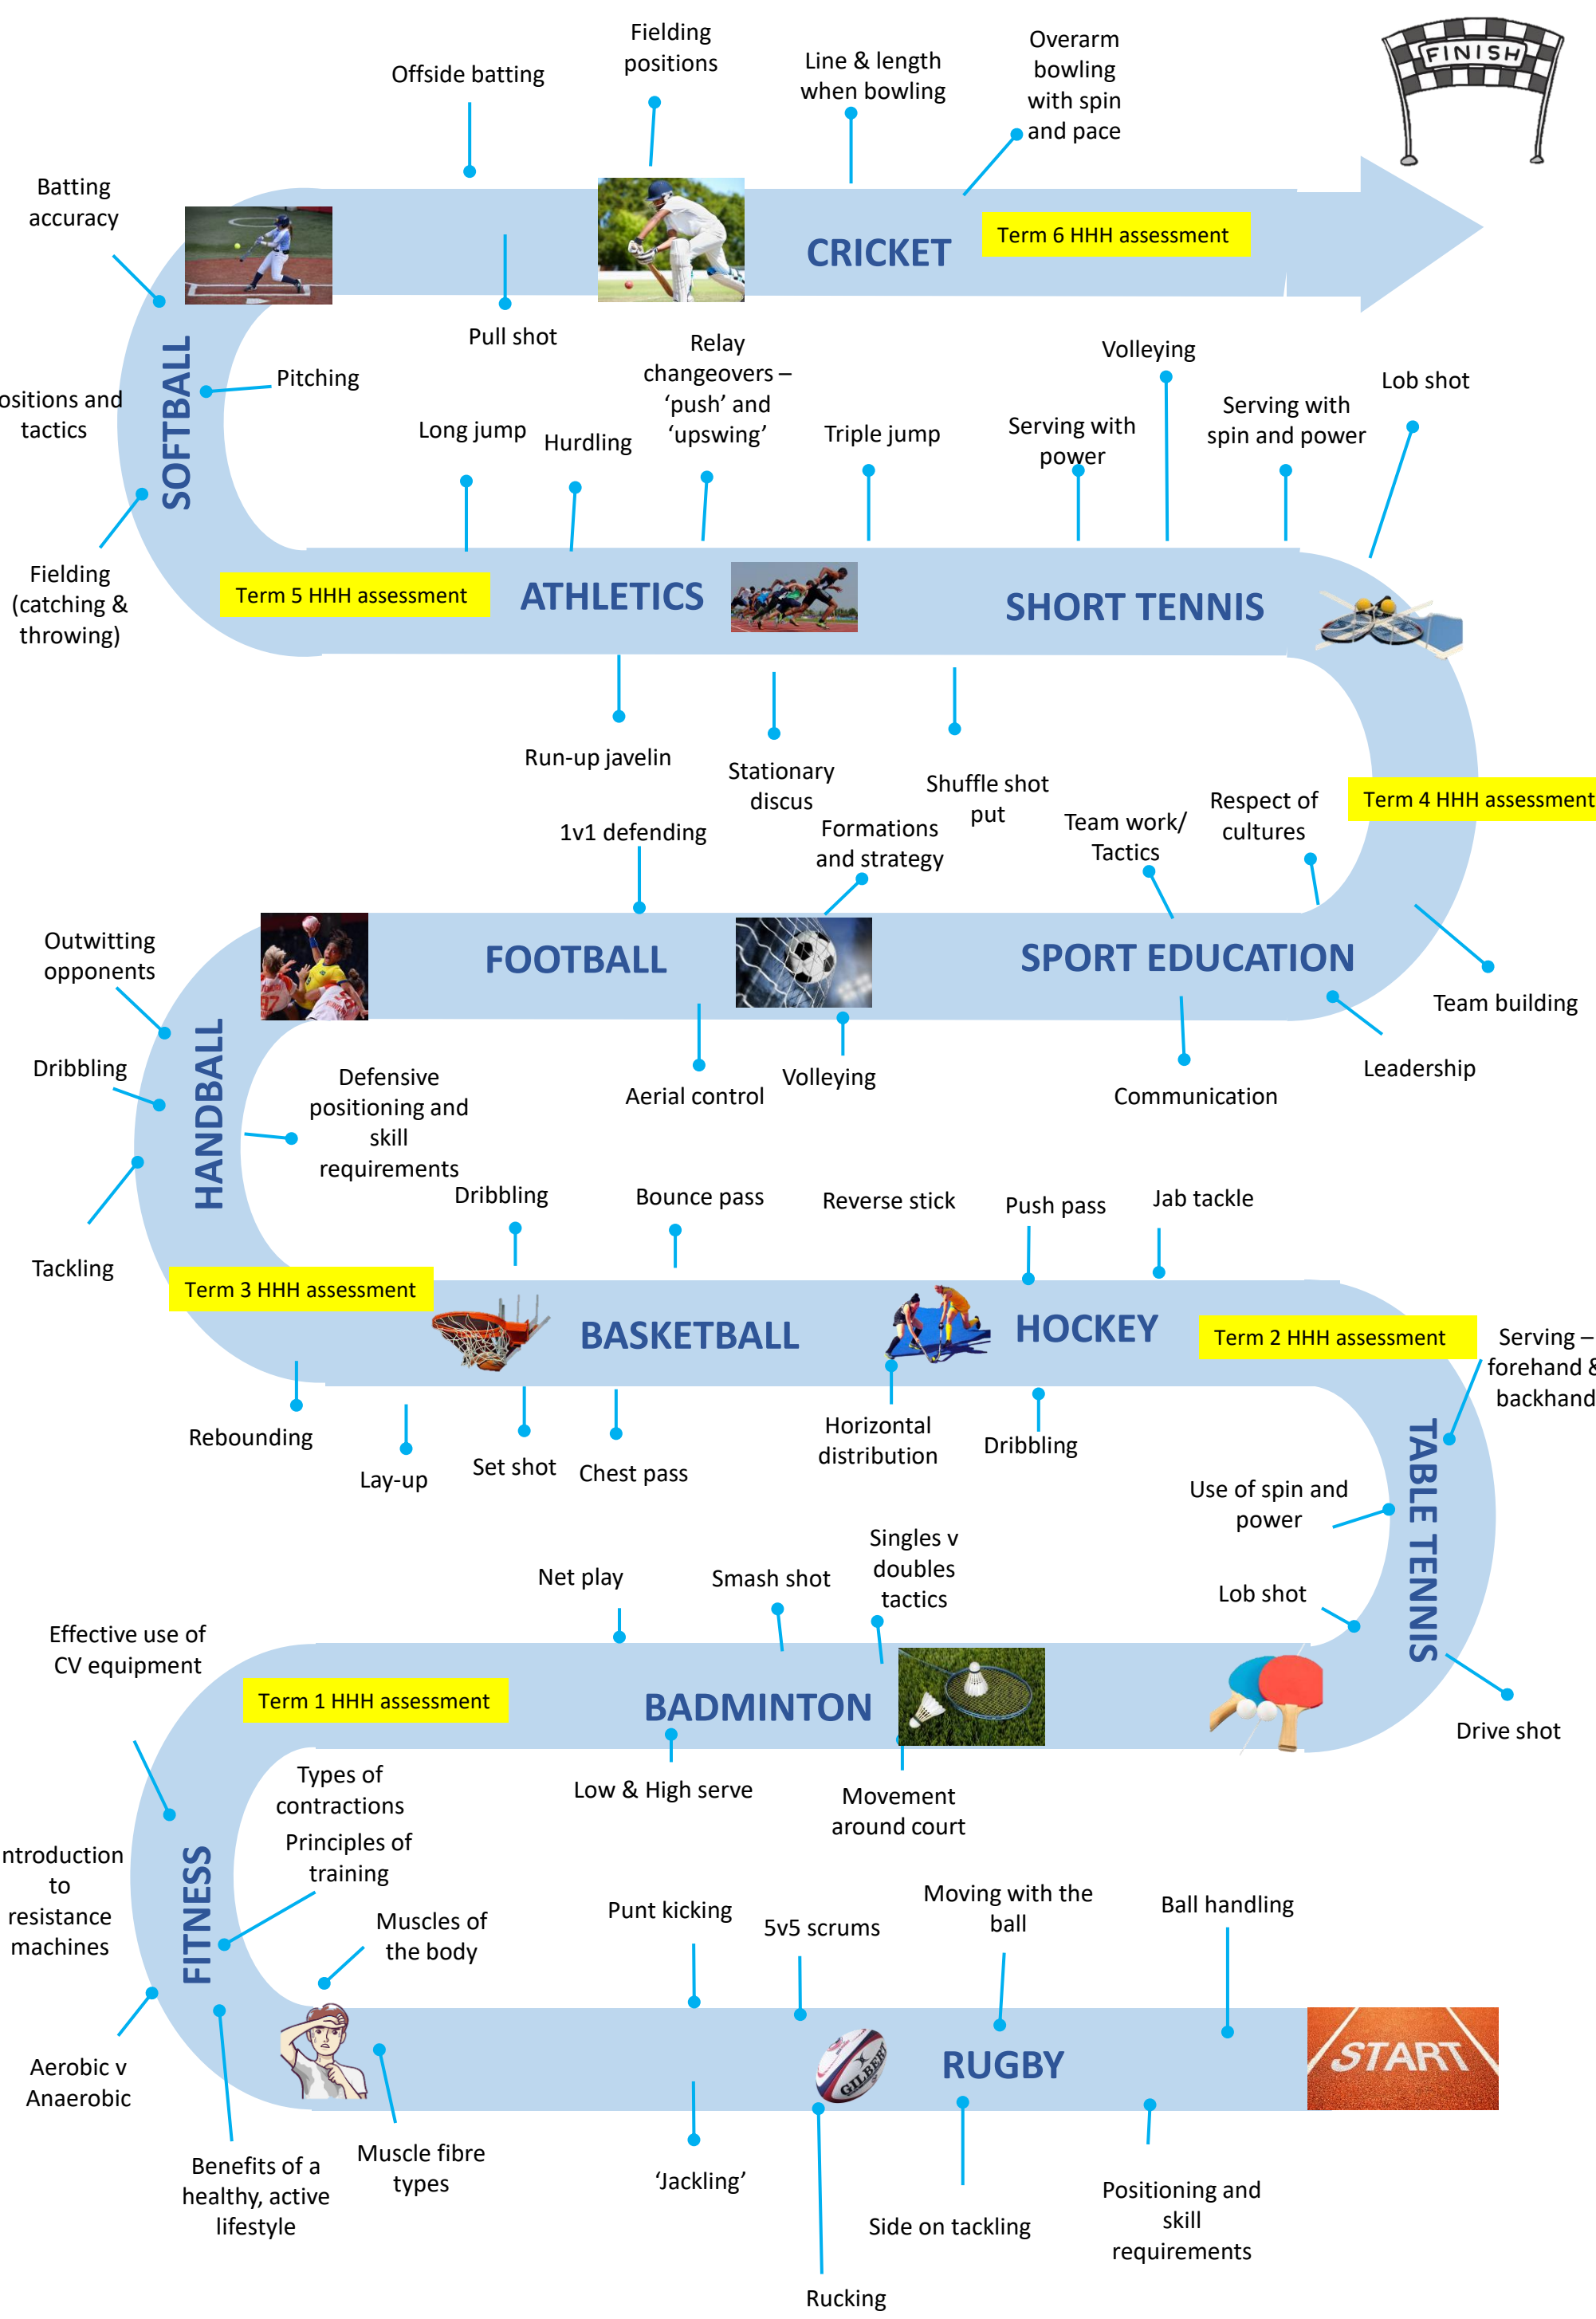 FINISH
Fielding
positions
Offside batting
Line & length
when bowling
Overarm
bowling
with spin
and pace
Batting
accuracy
CRICKET
Term 6 HHH assessment
Pull shot
SOFTBALL
Pitching
ositions and
tactics
Fielding
(catching &
throwing)
Long jump
Hurdling
Relay
changeovers –
‘push’ and
‘upswing’
Triple jump
Serving with
power
Volleying
Serving with
spin and power
Lob shot
Term 5 HHH assessment
ATHLETICS
SHORT TENNIS
Run-up javelin
Stationary
discus
Shuffle shot
put
Term 4 HHH assessment
1v1 defending
Formations
and strategy
Team work/
Tactics
Respect of
cultures
FOOTBALL
SPORT EDUCATION
Team building
Leadership
Communication
Volleying
Aerial control
Outwitting
opponents
Dribbling
HANDBALL
Defensive
positioning and
skill
requirements
Tackling
Term 3 HHH assessment
Dribbling
Bounce pass
Reverse stick
Push pass
Jab tackle
BASKETBALL
HOCKEY
Term 2 HHH assessment
Serving –
forehand &
backhand
Rebounding
Lay-up
Set shot
Chest pass
Horizontal
distribution
Dribbling
TABLE TENNIS
Use of spin and
power
Lob shot
Drive shot
Net play
Smash shot
Singles v
doubles
tactics
Effective use of
CV equipment
Term 1 HHH assessment
BADMINTON
Low & High serve
Movement
around court
Types of
contractions
Principles of
training
FITNESS
ntroduction
to
resistance
machines
Muscles of
the body
Aerobic v
Anaerobic
Benefits of a
healthy, active
lifestyle
Muscle fibre
types
Punt kicking
5v5 scrums
Moving with the
ball
Ball handling
GILBERT
RUGBY
START
‘Jackling’
Rucking
Side on tackling
Positioning and
skill
requirements